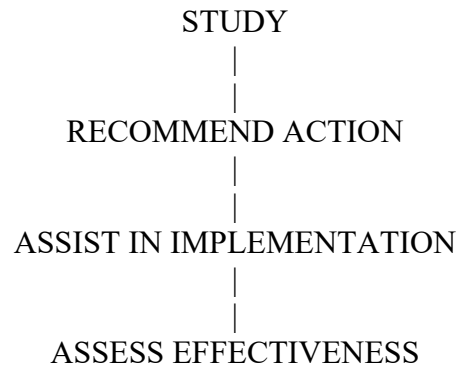 STUDY
RECOMMEND ACTION
ASSIST IN IMPLEMENTATION
ASSESS EFFECTIVENESS